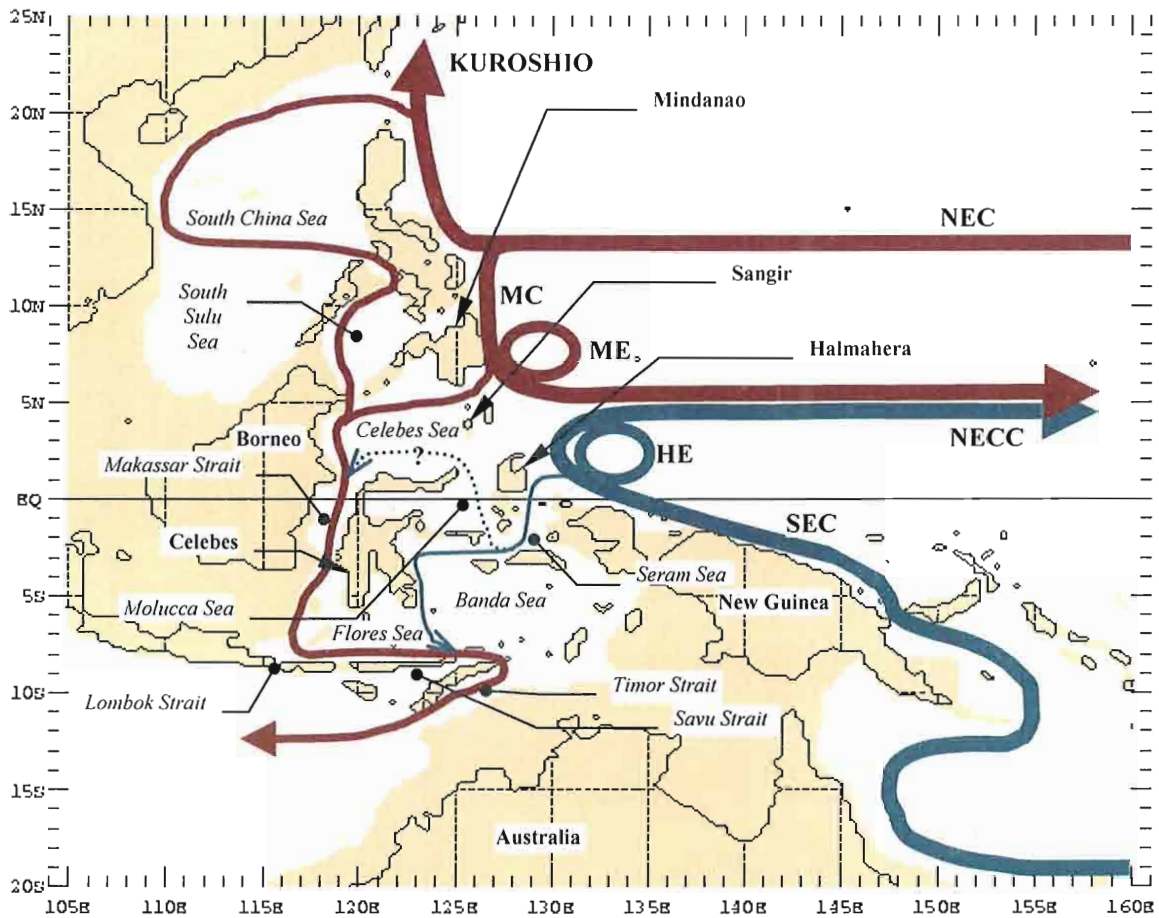 25N
20N
15N
10N
5N
EQ
5S
10S
15S
20S
KUROSHIO
Mindanao
South China Sea
NEC
Sangir
South
Sulu
Sea
MC
ME
Halmahera
Borneo
Celebes Sea
?
NECC
Makassar Strait
HE
SEC
Celebes
Seram Sea
Molucca Sea
Banda Sea
New Guinea
Flores Sea
Lombok Strait
Timor Strait
Savu Strait
Australia
105E 110E 115E 120E 125E 130E 135E 140E 145E 150E 155E 160E